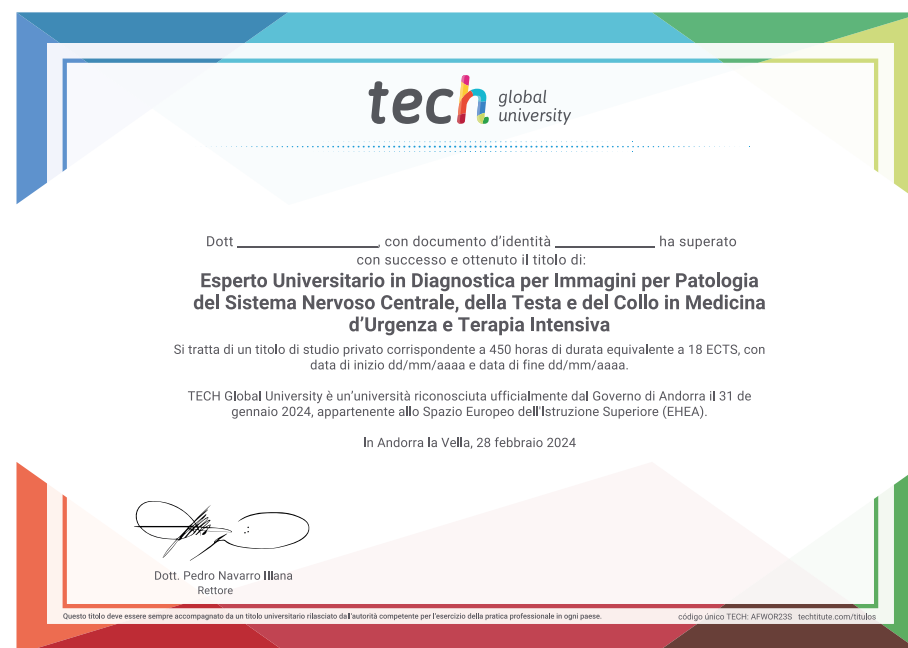 tech global university
Dott ____________________, con documento d'identità ______________ ha superato
con successo e ottenuto il titolo di:
Esperto Universitario in Diagnostica per Immagini per Patologia
del Sistema Nervoso Centrale, della Testa e del Collo in Medicina
d'Urgenza e Terapia Intensiva
Si tratta di un titolo di studio privato corrispondente a 450 horas di durata equivalente a 18 ECTS, con
data di inizio dd/mm/aaaa e data di fine dd/mm/aaaa.
TECH Global University è un'università riconosciuta ufficialmente dal Governo di Andorra il 31 de
gennaio 2024, appartenente allo Spazio Europeo dell'Istruzione Superiore (EHEA).
In Andorra la Vella, 28 febbraio 2024
Dott. Pedro Navarro Illana
Rettore
Questo titolo deve essere sempre accompagnato da un titolo universitario rilasciato dall'autorità competente per l'esercizio della pratica professionale in ogni paese.
código único TECH: AFWOR23S techtitute.com/titulos